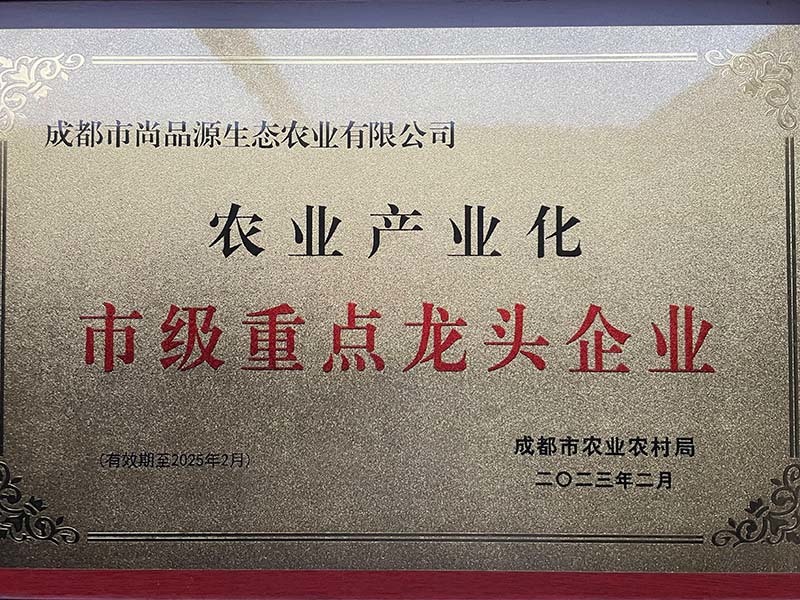 成都市尚品源生态农业有限公司
农业产业化
市级重点龙头企业
（有效期至2025年2月）
成都市农业农村局
二〇二三年二月